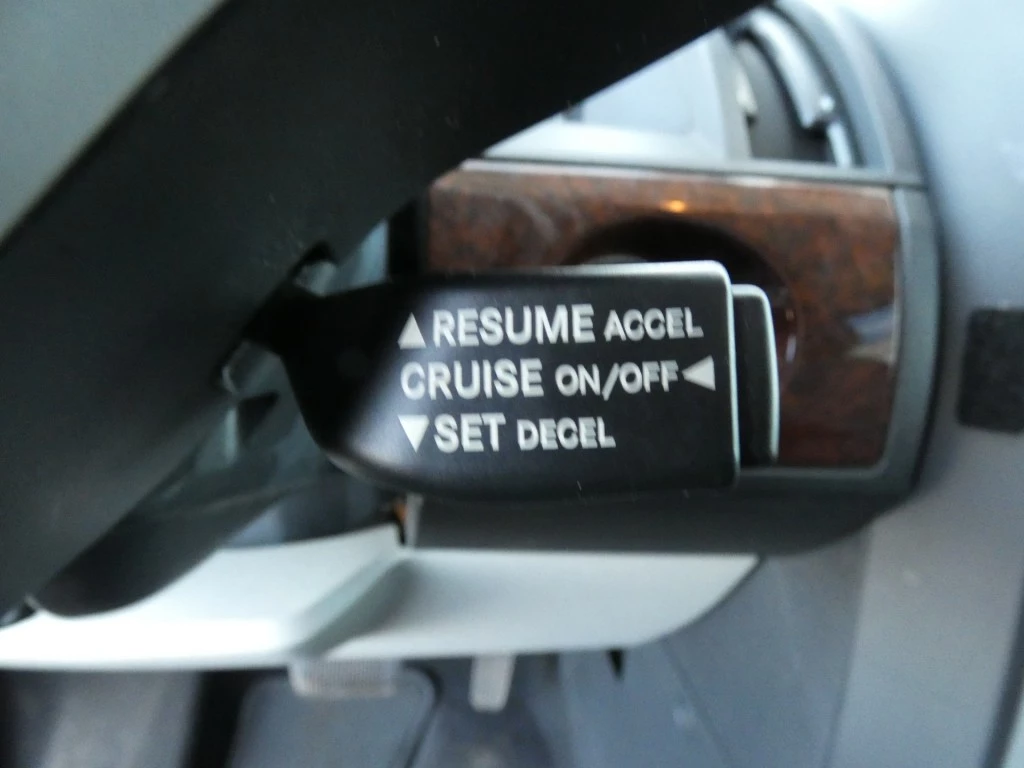 ▲RESUME ACCEL
CRUISE ON/OFF◀
▼SET DECEL